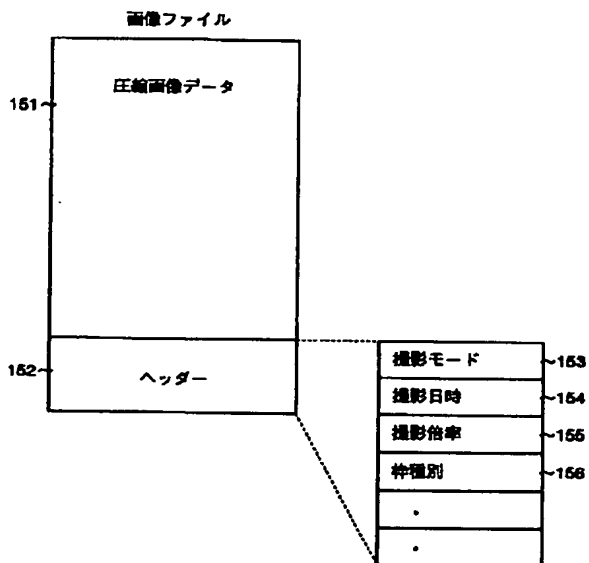 画像ファイル
圧縮画像データ
151
152
ヘッダー
撮影モード
153
撮影日時
154
撮影倍率
155
枠種別
156
・
・